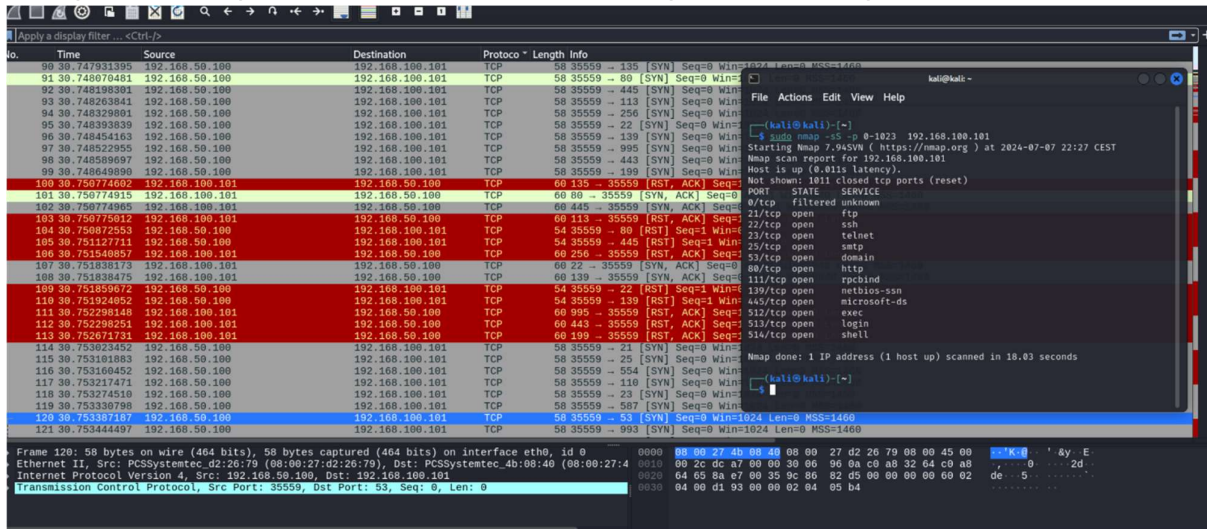 Apply a display filter ... <Ctrl-/>
No. Time Source Destination Protoco Length Info
90 30.747931395 192.168.50.100 192.168.100.101 TCP 58 35559 → 135 [SYN] Seq=0 Win=1024 Len=0 MSS=1460
91 30.748070481 192.168.50.100 192.168.100.101 TCP 58 35559 → 80 [SYN] Seq=0 Win=1
92 30.748198301 192.168.50.100 192.168.100.101 TCP 58 35559 → 445 [SYN] Seq=0 Win=
93 30.748263841 192.168.50.100 192.168.100.101 TCP 58 35559 → 113 [SYN] Seq=0 Win=
94 30.748329801 192.168.50.100 192.168.100.101 TCP 58 35559 → 256 [SYN] Seq=0 Win=
95 30.748393839 192.168.50.100 192.168.100.101 TCP 58 35559 → 22 [SYN] Seq=0 Win=1
96 30.748454163 192.168.50.100 192.168.100.101 TCP 58 35559 → 139 [SYN] Seq=0 Win=
97 30.748522955 192.168.50.100 192.168.100.101 TCP 58 35559 → 995 [SYN] Seq=0 Win=
98 30.748589697 192.168.50.100 192.168.100.101 TCP 58 35559 → 443 [SYN] Seq=0 Win=
99 30.748649890 192.168.50.100 192.168.100.101 TCP 58 35559 → 199 [SYN] Seq=0 Win=
100 30.750774602 192.168.100.101 192.168.50.100 TCP 60 135 → 35559 [RST, ACK] Seq=1
101 30.750774915 192.168.100.101 192.168.50.100 TCP 60 80 → 35559 [SYN, ACK] Seq=0
102 30.750774965 192.168.100.101 192.168.50.100 TCP 60 445 → 35559 [SYN, ACK] Seq=0
103 30.750775012 192.168.100.101 192.168.50.100 TCP 60 113 → 35559 [RST, ACK] Seq=1
104 30.750872553 192.168.50.100 192.168.100.101 TCP 54 35559 → 80 [RST] Seq=1 Win=0
105 30.751127711 192.168.50.100 192.168.100.101 TCP 54 35559 → 445 [RST] Seq=1 Win=
106 30.751540857 192.168.100.101 192.168.50.100 TCP 60 256 → 35559 [RST, ACK] Seq=1
107 30.751838173 192.168.100.101 192.168.50.100 TCP 60 22 → 35559 [SYN, ACK] Seq=0
108 30.751838475 192.168.100.101 192.168.50.100 TCP 60 139 → 35559 [SYN, ACK] Seq=0
109 30.751859672 192.168.50.100 192.168.100.101 TCP 54 35559 → 22 [RST] Seq=1 Win=0
110 30.751924052 192.168.50.100 192.168.100.101 TCP 54 35559 → 139 [RST] Seq=1 Win=
111 30.752298148 192.168.100.101 192.168.50.100 TCP 60 995 → 35559 [RST, ACK] Seq=1
112 30.752298251 192.168.100.101 192.168.50.100 TCP 60 443 → 35559 [RST, ACK] Seq=1
113 30.752671731 192.168.100.101 192.168.50.100 TCP 60 199 → 35559 [RST, ACK] Seq=1
114 30.753023452 192.168.50.100 192.168.100.101 TCP 58 35559 → 21 [SYN] Seq=0 Win=1
115 30.753101883 192.168.50.100 192.168.100.101 TCP 58 35559 → 25 [SYN] Seq=0 Win=1
116 30.753160452 192.168.50.100 192.168.100.101 TCP 58 35559 → 554 [SYN] Seq=0 Win=
117 30.753217471 192.168.50.100 192.168.100.101 TCP 58 35559 → 110 [SYN] Seq=0 Win=
118 30.753274510 192.168.50.100 192.168.100.101 TCP 58 35559 → 23 [SYN] Seq=0 Win=1
119 30.753330798 192.168.50.100 192.168.100.101 TCP 58 35559 → 587 [SYN] Seq=0 Win=
120 30.753387187 192.168.50.100 192.168.100.101 TCP 58 35559 → 53 [SYN] Seq=0 Win=1024 Len=0 MSS=1460
121 30.753444497 192.168.50.100 192.168.100.101 TCP 58 35559 → 993 [SYN] Seq=0 Win=1024 Len=0 MSS=1460
kali@kali: ~
File Actions Edit View Help
(kali㉿kali)-[~]
$ sudo nmap -sS -p 0-1023 192.168.100.101
Starting Nmap 7.94SVN ( https://nmap.org ) at 2024-07-07 22:27 CEST
Nmap scan report for 192.168.100.101
Host is up (0.011s latency).
Not shown: 1011 closed tcp ports (reset)
PORT STATE SERVICE
0/tcp filtered unknown
21/tcp open ftp
22/tcp open ssh
23/tcp open telnet
25/tcp open smtp
53/tcp open domain
80/tcp open http
111/tcp open rpcbind
139/tcp open netbios-ssn
445/tcp open microsoft-ds
512/tcp open exec
513/tcp open login
514/tcp open shell
Nmap done: 1 IP address (1 host up) scanned in 18.03 seconds
(kali㉿kali)-[~]
$
Frame 120: 58 bytes on wire (464 bits), 58 bytes captured (464 bits) on interface eth0, id 0
Ethernet II, Src: PCSSystemtec_d2:26:79 (08:00:27:d2:26:79), Dst: PCSSystemtec_4b:08:40 (08:00:27:4
Internet Protocol Version 4, Src: 192.168.50.100, Dst: 192.168.100.101
Transmission Control Protocol, Src Port: 35559, Dst Port: 53, Seq: 0, Len: 0
0000 08 00 27 4b 08 40 08 00 27 d2 26 79 08 00 45 00 ··'K·@·· '·&y··E·
0010 00 2c dc a7 00 00 30 06 96 0a c0 a8 32 64 c0 a8 ·,····0· ····2d··
0020 64 65 8a e7 00 35 9c 86 82 d5 00 00 00 00 60 02 de···5·· ······`·
0030 04 00 d1 93 00 00 02 04 05 b4 ········ ··